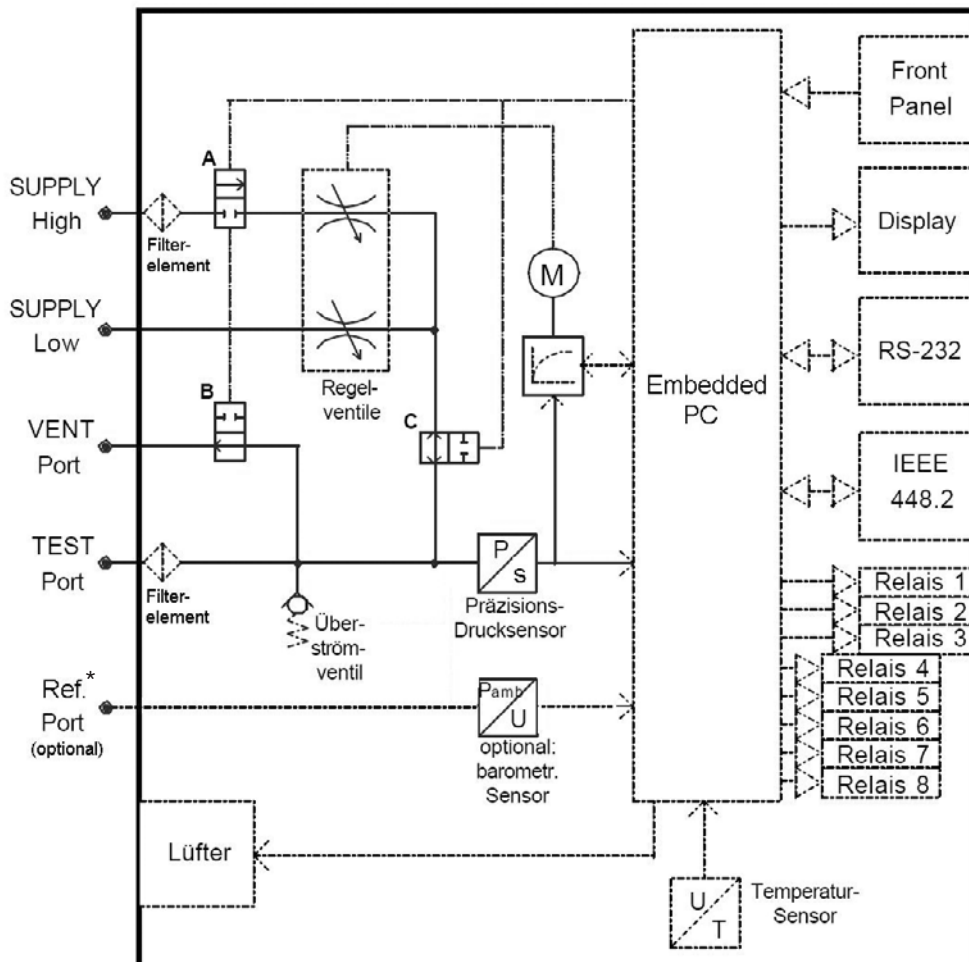 Front
Panel
A
SUPPLY
High
Filter-
element
Display
M
SUPPLY
Low
RS-232
Regel-
ventile
Embedded
PC
B
C
VENT
Port
IEEE
448.2
TEST
Port
Filter-
element
P
s
Präzisions-
Drucksensor
Über-
ström-
ventil
Relais 1
Relais 2
Relais 3
Relais 4
Relais 5
Relais 6
Relais 7
Relais 8
Ref.*
Port
(optional)
Pamb
U
optional:
barometr.
Sensor
Lüfter
U
T
Temperatur-
Sensor